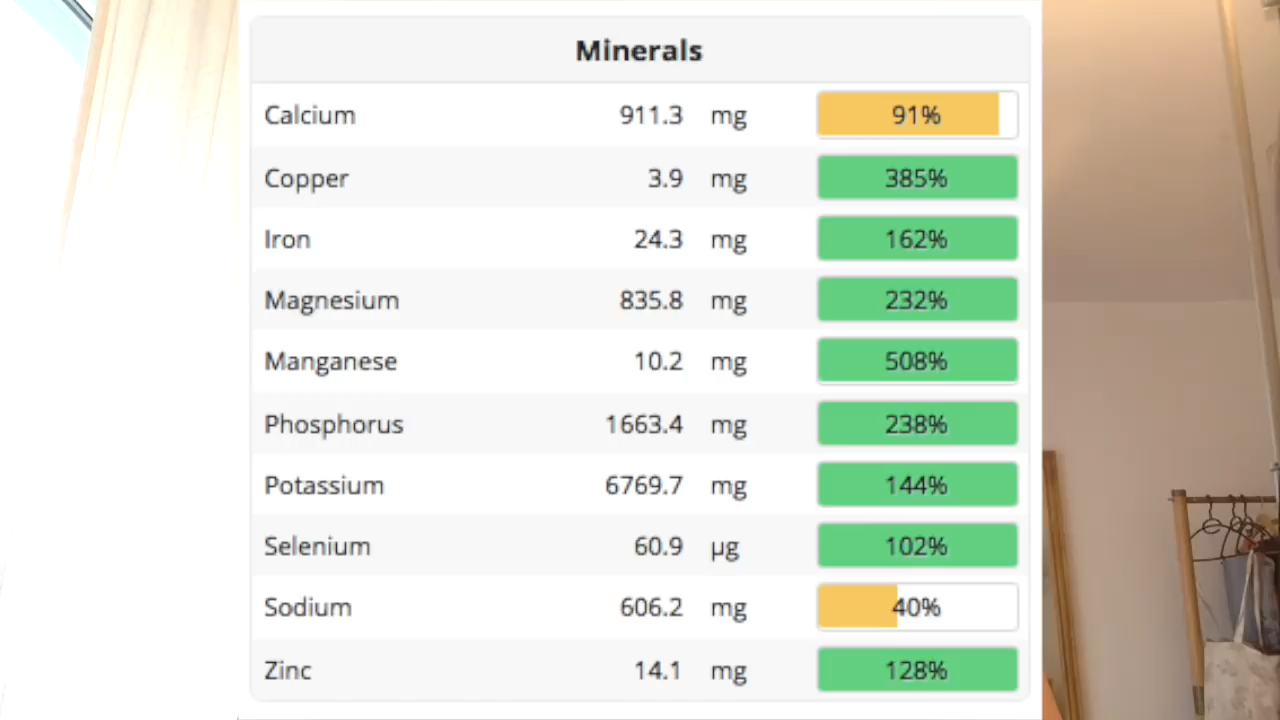 Minerals
Calcium 911.3 mg 91%
Copper 3.9 mg 385%
Iron 24.3 mg 162%
Magnesium 835.8 mg 232%
Manganese 10.2 mg 508%
Phosphorus 1663.4 mg 238%
Potassium 6769.7 mg 144%
Selenium 60.9 µg 102%
Sodium 606.2 mg 40%
Zinc 14.1 mg 128%